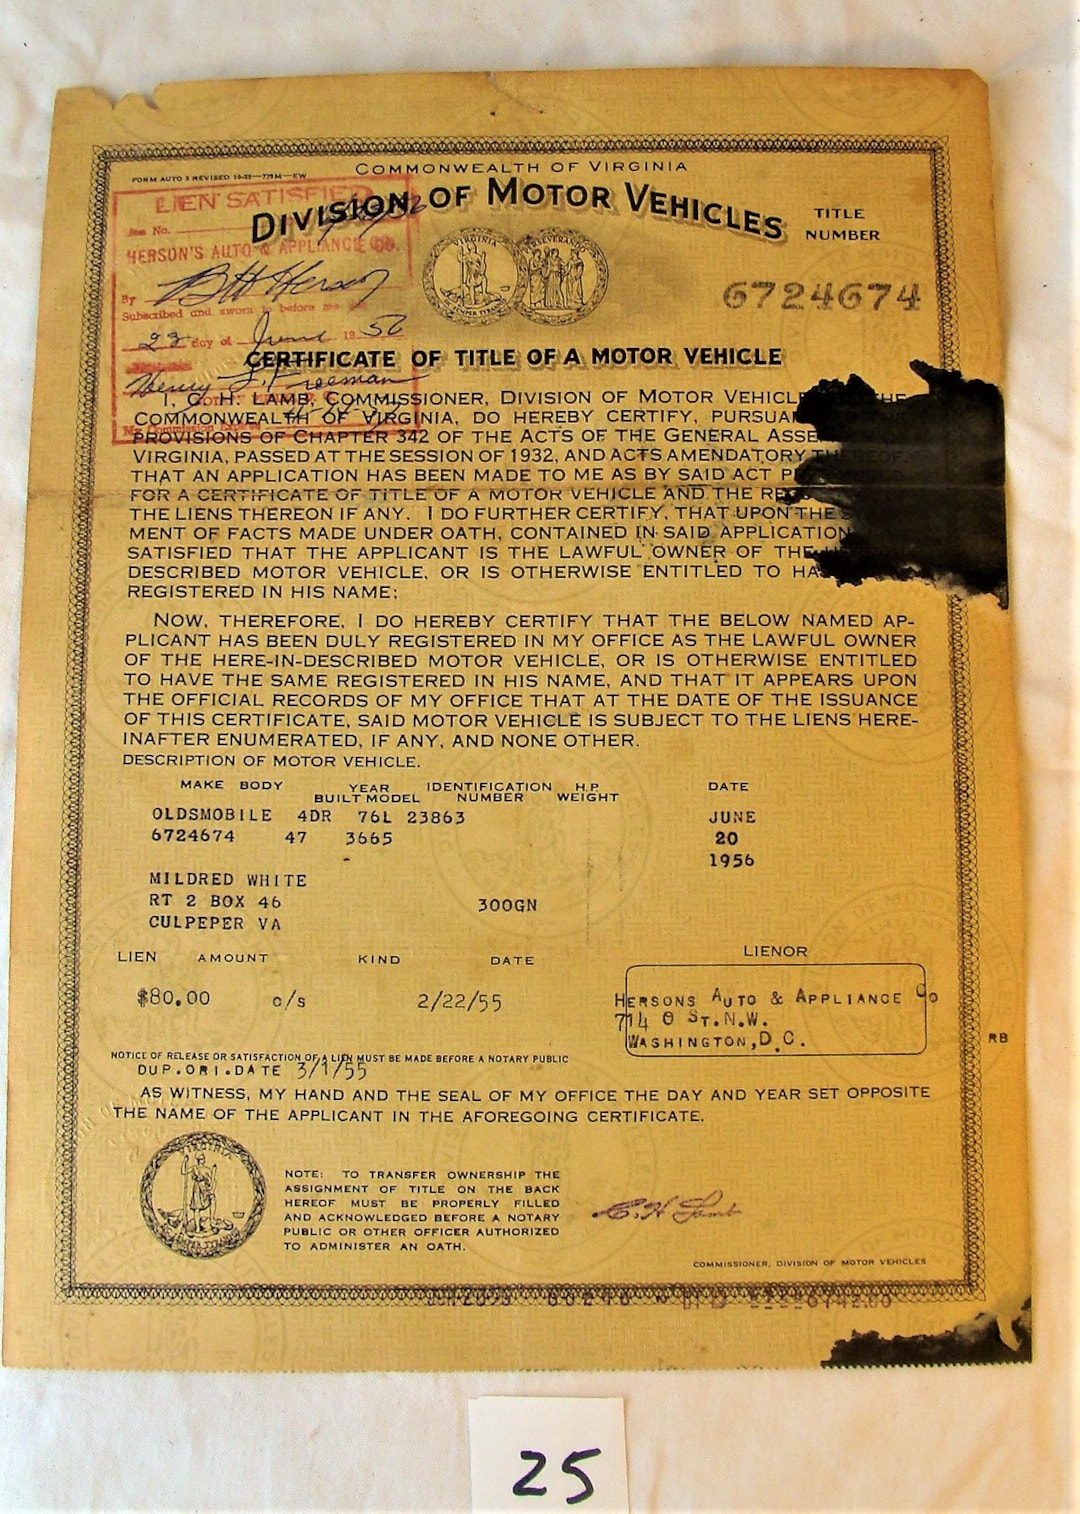 FORM AUTO 3 REVISED 10-53—775M—EW
COMMONWEALTH OF VIRGINIA
DIVISION OF MOTOR VEHICLES
TITLE
NUMBER
6724674
LIEN SATISFIED
No.
HERSON'S AUTO & APPLIANCE CO.
By
Subscribed and sworn to before me
23 day of June 19 56
Henry L. Freeman
My Commission
VIRGINIA
PERSEVERANDO
CERTIFICATE OF TITLE OF A MOTOR VEHICLE
I, C. H. LAMB, COMMISSIONER, DIVISION OF MOTOR THE
COMMONWEALTH OF VIRGINIA, DO HEREBY CERTIFY,
PROVISIONS OF CHAPTER 342 OF THE ACTS OF THE GENERAL
VIRGINIA, PASSED AT THE SESSION OF 1932, AND ACTS AMENDATORY THEREOF,
THAT AN APPLICATION HAS BEEN MADE TO ME AS BY SAID ACT
FOR A CERTIFICATE OF TITLE OF A MOTOR VEHICLE AND THE
THE LIENS THEREON IF ANY. I DO FURTHER CERTIFY, THAT UPON THE
MENT OF FACTS MADE UNDER OATH, CONTAINED IN SAID APPLICATION
SATISFIED THAT THE APPLICANT IS THE LAWFUL OWNER OF THE
DESCRIBED MOTOR VEHICLE, OR IS OTHERWISE ENTITLED TO
REGISTERED IN HIS NAME;
NOW, THEREFORE, I DO HEREBY CERTIFY THAT THE BELOW NAMED AP-
PLICANT HAS BEEN DULY REGISTERED IN MY OFFICE AS THE LAWFUL OWNER
OF THE HERE-IN-DESCRIBED MOTOR VEHICLE, OR IS OTHERWISE ENTITLED
TO HAVE THE SAME REGISTERED IN HIS NAME, AND THAT IT APPEARS UPON
THE OFFICIAL RECORDS OF MY OFFICE THAT AT THE DATE OF THE ISSUANCE
OF THIS CERTIFICATE, SAID MOTOR VEHICLE IS SUBJECT TO THE LIENS HERE-
INAFTER ENUMERATED, IF ANY, AND NONE OTHER.
DESCRIPTION OF MOTOR VEHICLE.
MAKE BODY YEAR BUILT MODEL IDENTIFICATION NUMBER H.P. WEIGHT DATE
OLDSMOBILE 4DR 76L 23863 JUNE
6724674 47 3665 20
1956
MILDRED WHITE
RT 2 BOX 46 300GN
CULPEPER VA
LIEN AMOUNT KIND DATE LIENOR
$80.00 c/s 2/22/55
HERSONS AUTO & APPLIANCE CO
714 O ST.N.W.
WASHINGTON,D.C.
RB
NOTICE OF RELEASE OR SATISFACTION OF A LIEN MUST BE MADE BEFORE A NOTARY PUBLIC
DUP.ORI.DATE 3/1/55
AS WITNESS, MY HAND AND THE SEAL OF MY OFFICE THE DAY AND YEAR SET OPPOSITE
THE NAME OF THE APPLICANT IN THE AFOREGOING CERTIFICATE.
VIRGINIA
NOTE: TO TRANSFER OWNERSHIP THE
ASSIGNMENT OF TITLE ON THE BACK
HEREOF MUST BE PROPERLY FILLED
AND ACKNOWLEDGED BEFORE A NOTARY
PUBLIC OR OTHER OFFICER AUTHORIZED
TO ADMINISTER AN OATH.
C. H. Lamb
COMMISSIONER, DIVISION OF MOTOR VEHICLES
25